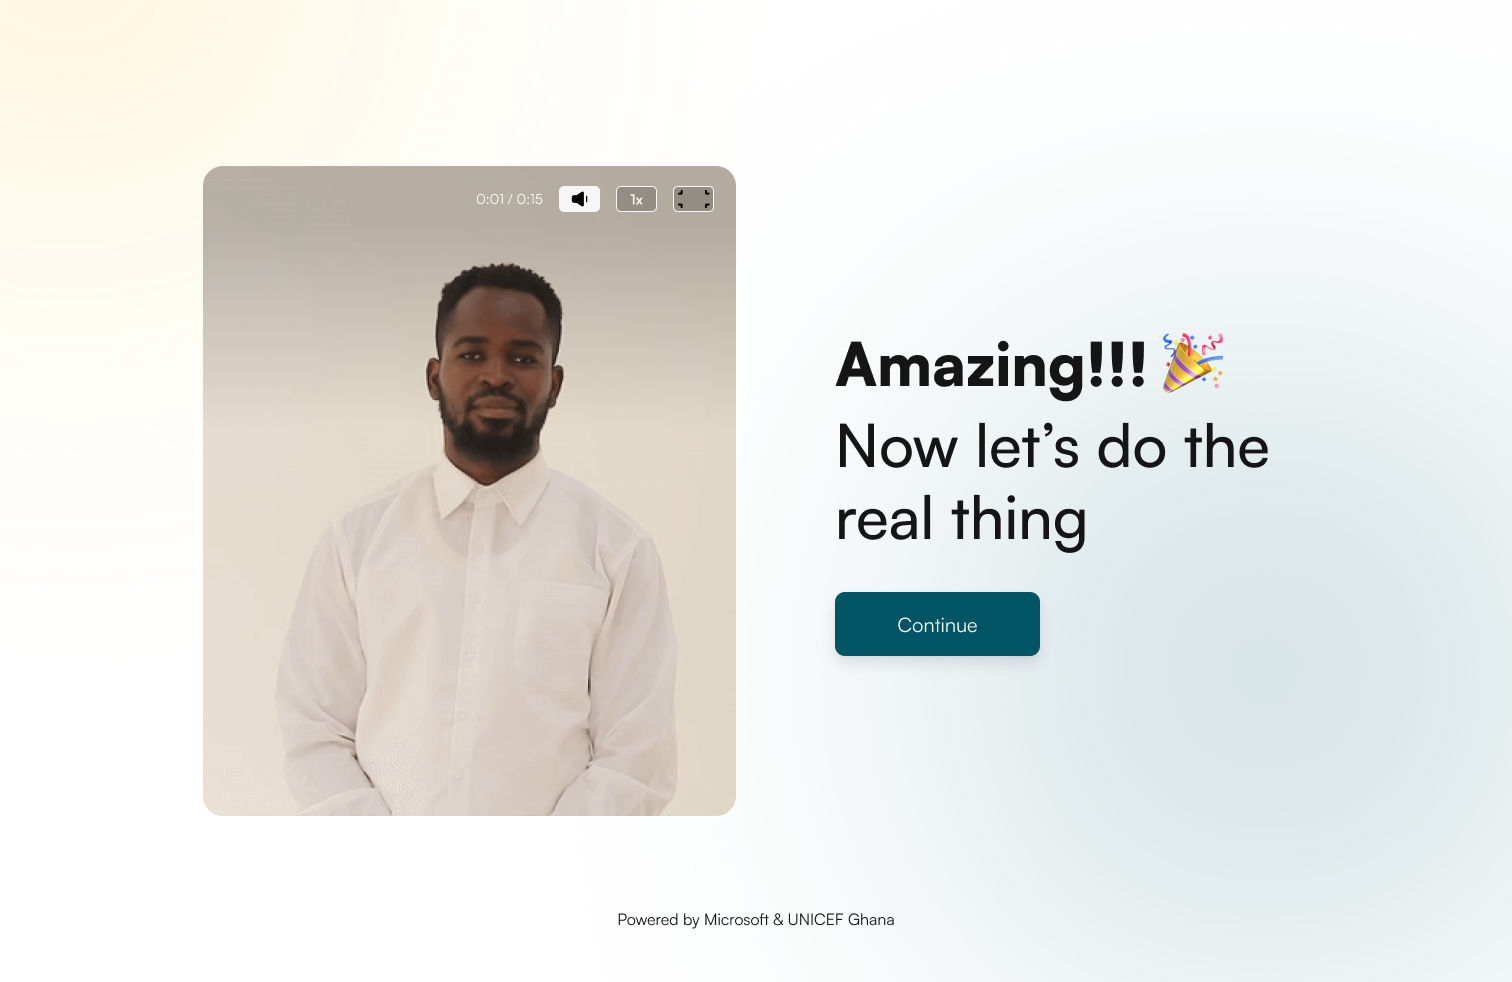 0:01 / 0:15 1x
Amazing!!! 🎉
Now let’s do the
real thing
Continue
Powered by Microsoft & UNICEF Ghana